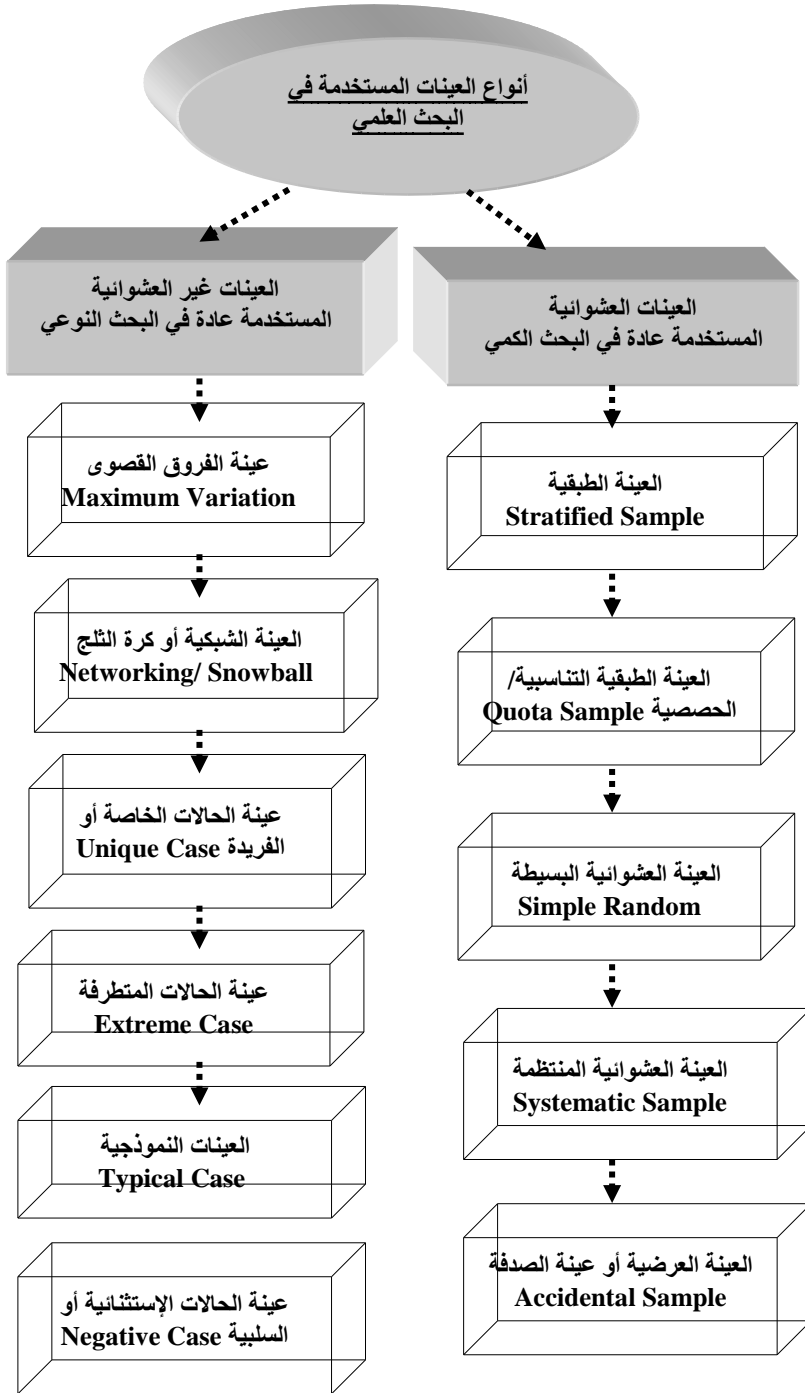 أنواع العينات المستخدمة في
البحث العلمي
العينات العشوائية
المستخدمة عادة في البحث الكمي
العينة الطبقية
Stratified Sample
العينة الطبقية التناسبية/
الحصصية Quota Sample
العينة العشوائية البسيطة
Simple Random
العينة العشوائية المنتظمة
Systematic Sample
العينة العرضية أو عينة الصدفة
Accidental Sample
العينات غير العشوائية
المستخدمة عادة في البحث النوعي
عينة الفروق القصوى
Maximum Variation
العينة الشبكية أو كرة الثلج
Networking/ Snowball
عينة الحالات الخاصة أو
الفريدة Unique Case
عينة الحالات المتطرفة
Extreme Case
العينات النموذجية
Typical Case
عينة الحالات الإستثنائية أو
السلبية Negative Case